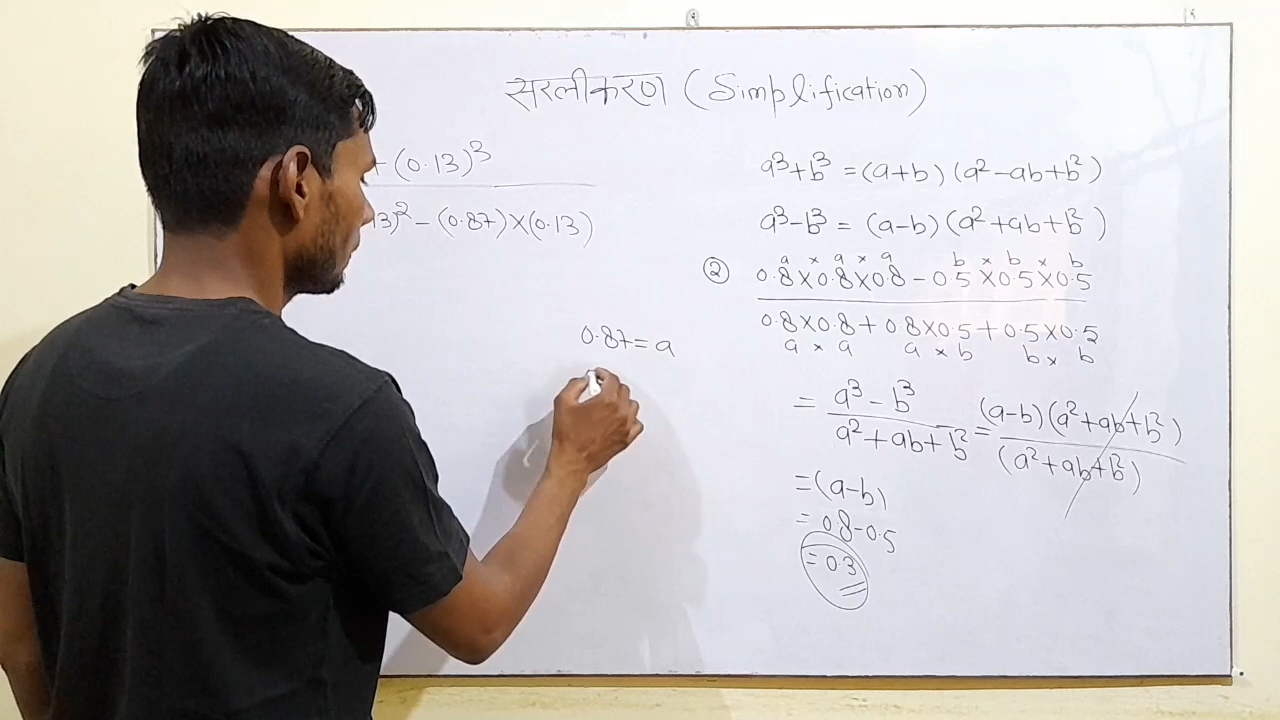 सरलीकरण (Simplification)
+ (0.13)³
13)² - (0.87)×(0.13)
0.87 = a
a³+b³ = (a+b) (a²-ab+b²)
a³-b³ = (a-b) (a²+ab+b²)
a × a × a b × b × b
② 0.8×0.8×0.8 - 0.5×0.5×0.5
0.8×0.8 + 0.8×0.5 + 0.5×0.5
a × a a × b b × b
= a³-b³ / a²+ab+b² = (a-b) (a²+ab+b²) / (a²+ab+b²)
= (a-b)
= 0.8-0.5
= 0.3